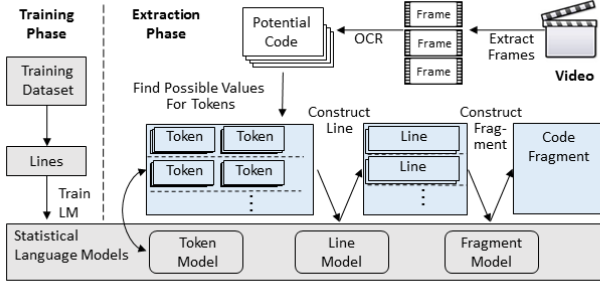 Training
Phase
Extraction
Phase
Training
Dataset
Lines
Train
LM
Potential
Code
OCR
Frame
Frame
Frame
Extract
Frames
Video
Find Possible Values
For Tokens
Construct
Line
Construct
Frag-
ment
Token
Token
Token
Token
Line
Line
Code
Fragment
Statistical
Language Models
Token
Model
Line
Model
Fragment
Model